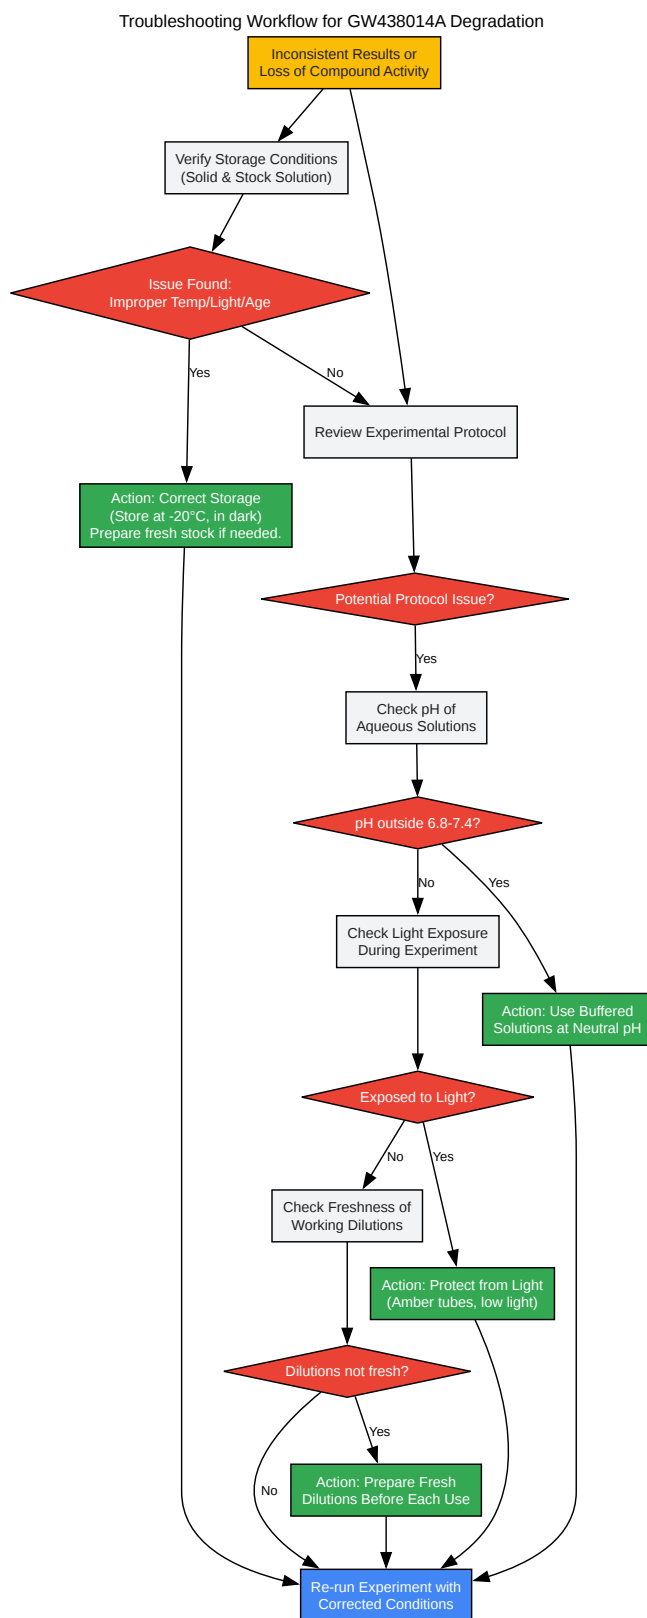 Troubleshooting Workflow for GW438014A Degradation
Inconsistent Results or
Loss of Compound Activity
Verify Storage Conditions
(Solid & Stock Solution)
Issue Found:
Improper Temp/Light/Age
Yes
No
Review Experimental Protocol
Action: Correct Storage
(Store at -20°C, in dark)
Prepare fresh stock if needed.
Potential Protocol Issue?
Yes
Check pH of
Aqueous Solutions
pH outside 6.8-7.4?
No
Yes
Check Light Exposure
During Experiment
Action: Use Buffered
Solutions at Neutral pH
Exposed to Light?
No
Yes
Check Freshness of
Working Dilutions
Action: Protect from Light
(Amber tubes, low light)
Dilutions not fresh?
Yes
No
Action: Prepare Fresh
Dilutions Before Each Use
Re-run Experiment with
Corrected Conditions